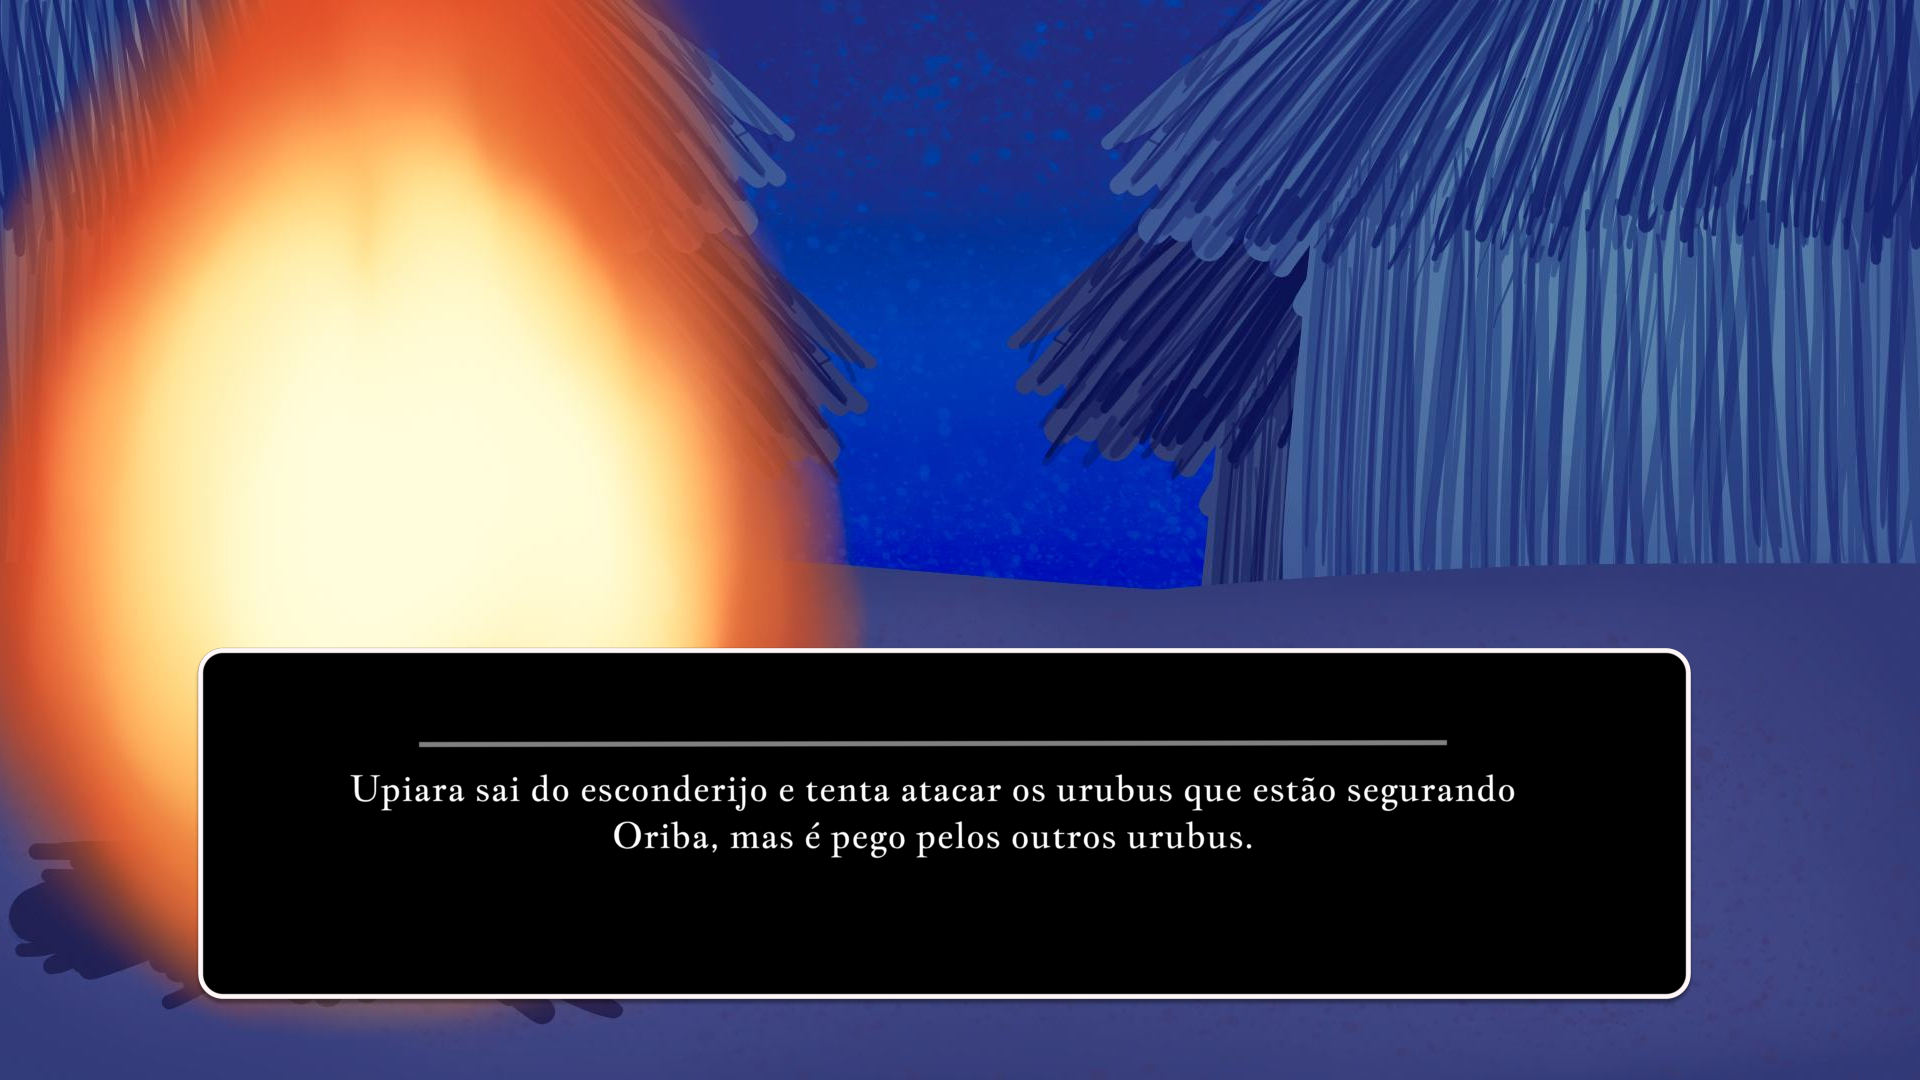 Upiara sai do esconderijo e tenta atacar os urubus que estão segurando
Oriba, mas é pego pelos outros urubus.